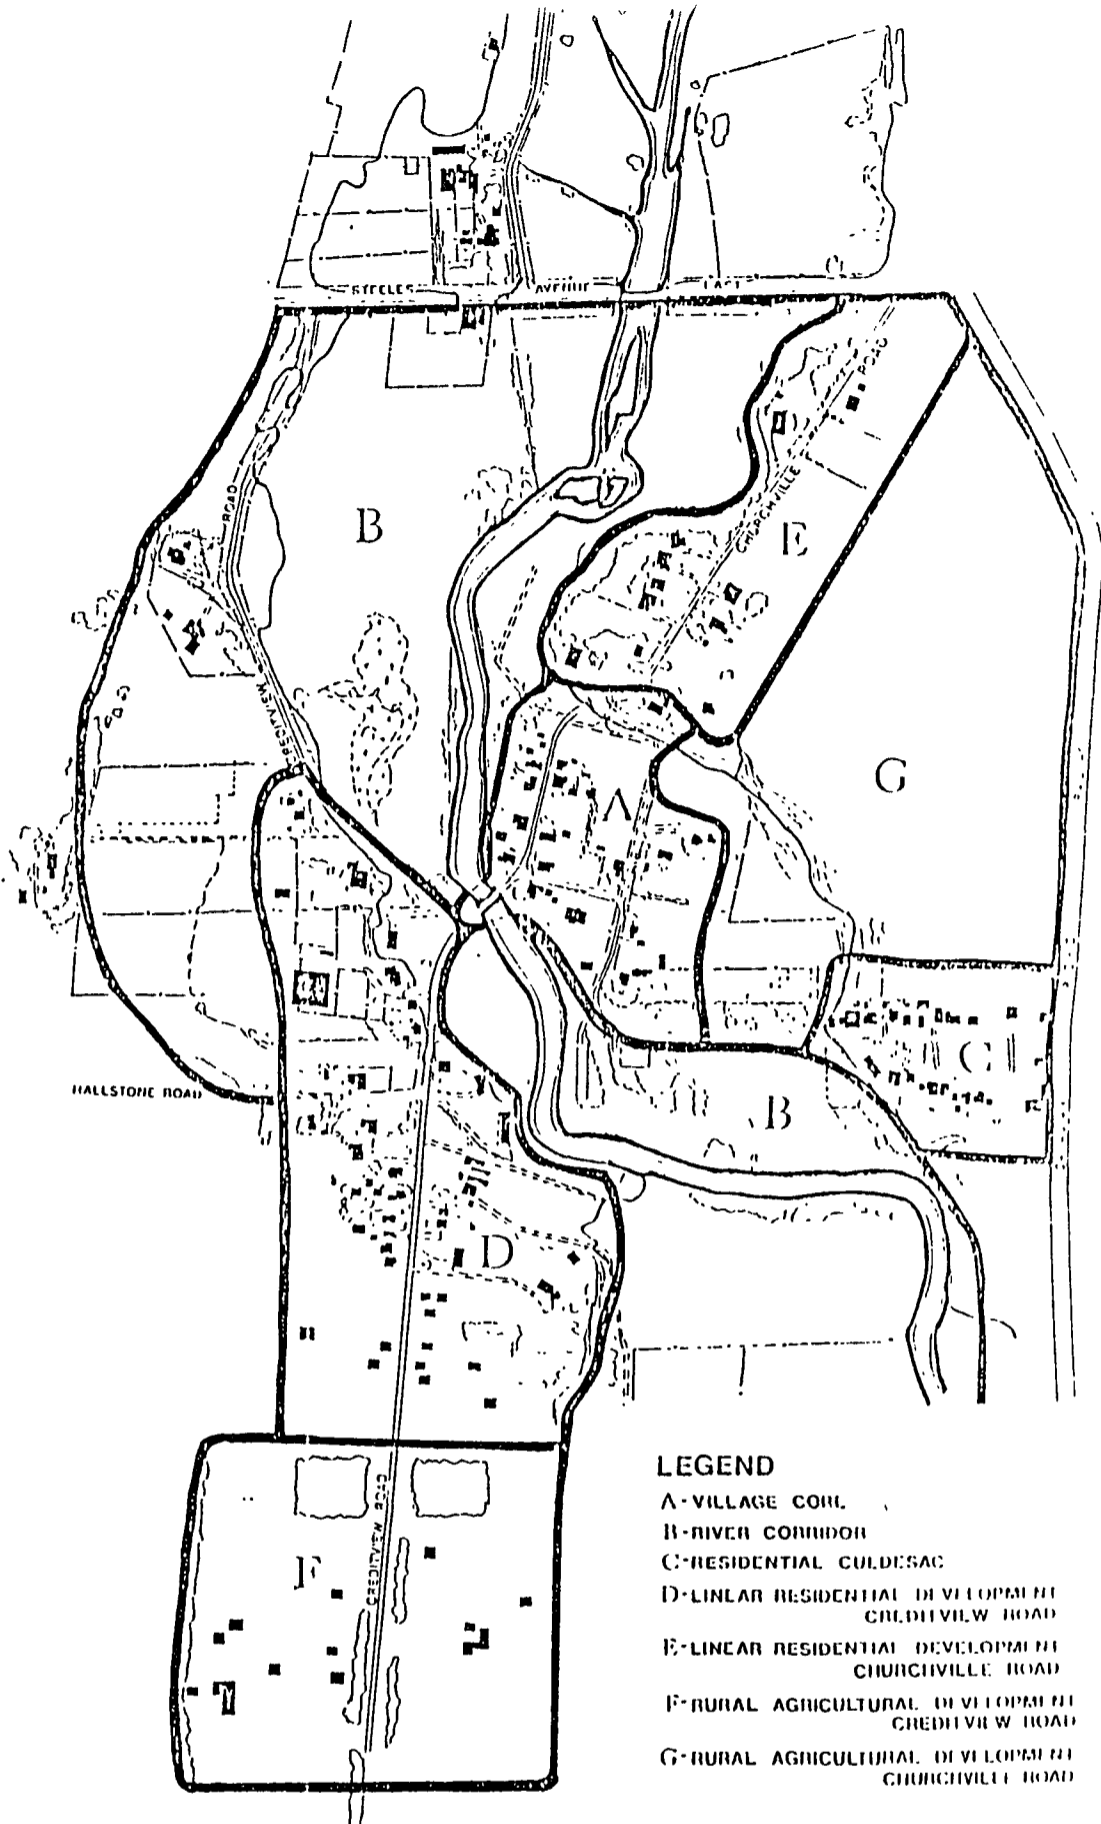 STEELES AVENUE EAST
ROAD
ROAD
B
CHURCHVILLE
E
CREDITVIEW
G
A
C
HALLSTONE ROAD
B
D
LEGEND
A-VILLAGE CORE
B-RIVER CORRIDOR
F
CREDITVIEW ROAD
C-RESIDENTIAL CULDESAC
D-LINEAR RESIDENTIAL DEVELOPMENT
CREDITVIEW ROAD
E-LINEAR RESIDENTIAL DEVELOPMENT
CHURCHVILLE ROAD
F-RURAL AGRICULTURAL DEVELOPMENT
CREDITVIEW ROAD
G-RURAL AGRICULTURAL DEVELOPMENT
CHURCHVILLE ROAD